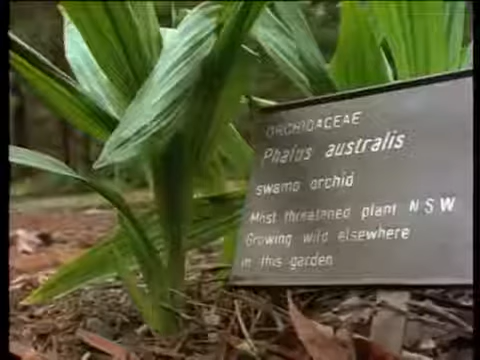 ORCHIDACEAE
Phaius australis
swamp orchid
Most threatened plant N S W
Growing wild elsewhere
in this garden